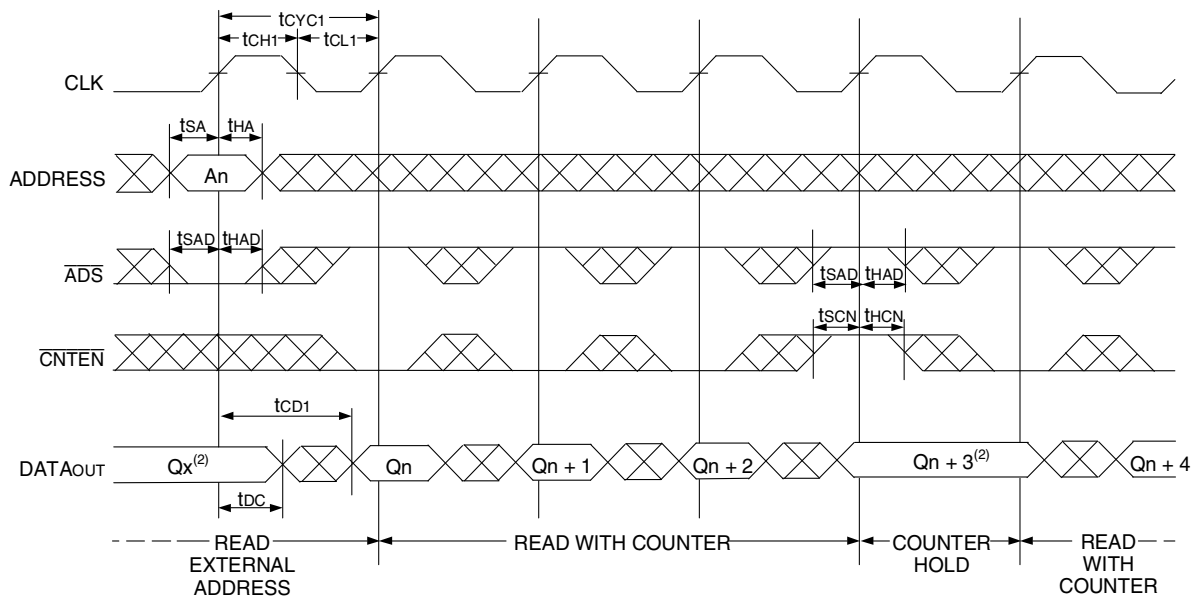 tCYC1
tCH1 tCL1
CLK
tSA tHA
ADDRESS An
tSAD tHAD
ADS
tSAD tHAD
tSCN tHCN
CNTEN
tCD1
DATAOUT Qx(2) Qn Qn + 1 Qn + 2 Qn + 3(2) Qn + 4
tDC
READ EXTERNAL ADDRESS
READ WITH COUNTER
COUNTER HOLD
READ WITH COUNTER